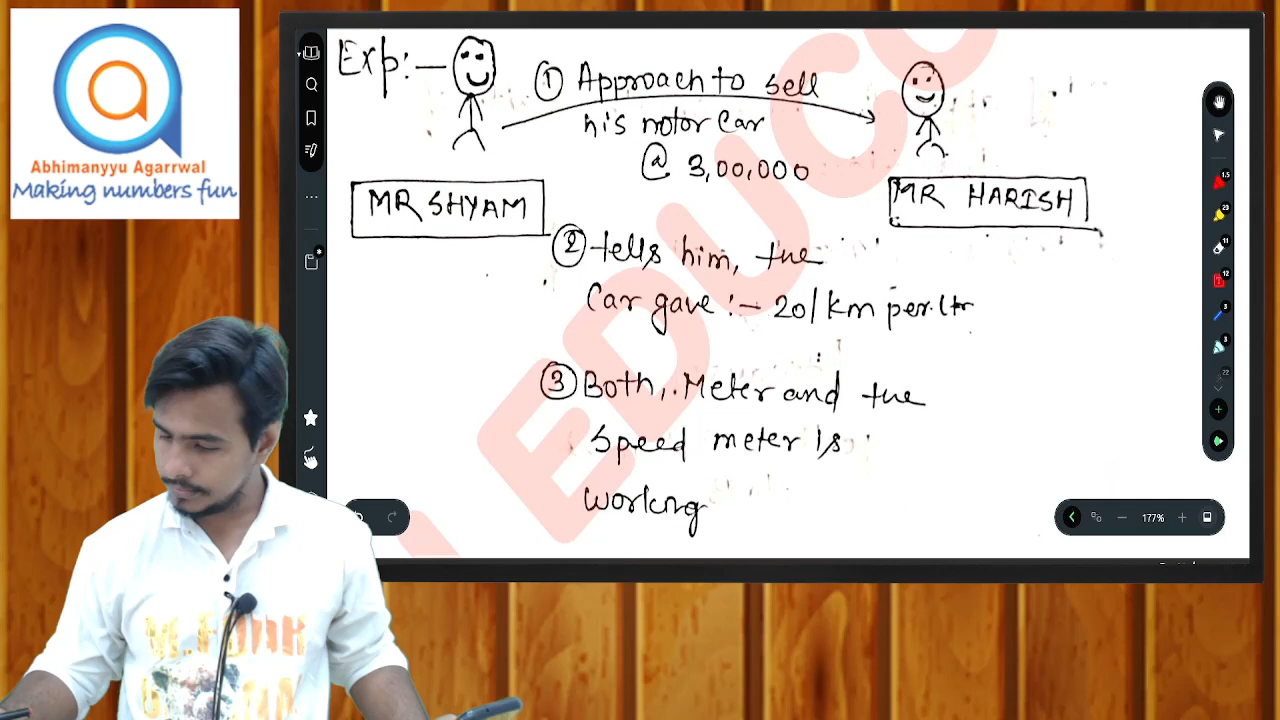 Abhimanyyu Agarrwal
Making numbers fun
Exp:-
① Approach to sell
his motor car
@ 3,00,000
MR SHYAM
MR HARISH
② tells him, the
Car gave :- 20/km per.ltr
③ Both, Meter and the
speed meter is
working
EDUCO
177%